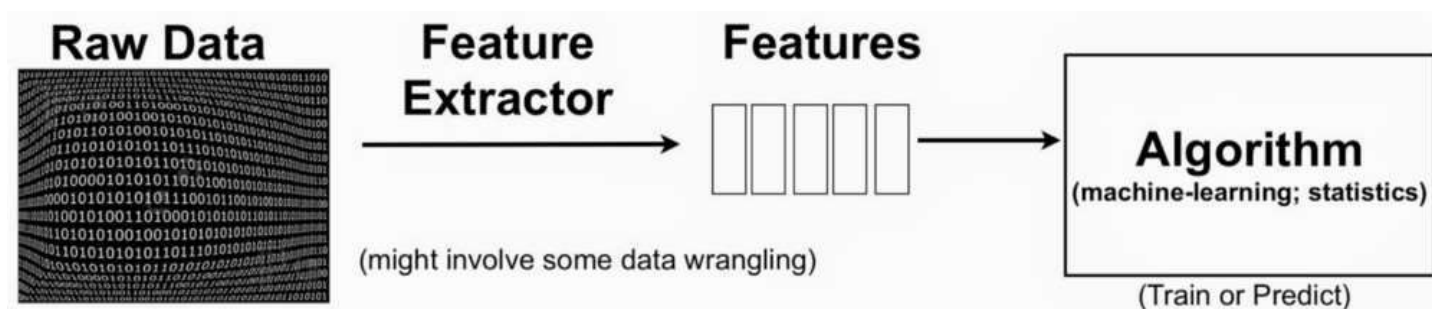 Raw Data
Feature
Extractor
Features
(might involve some data wrangling)
Algorithm
(machine-learning; statistics)
(Train or Predict)